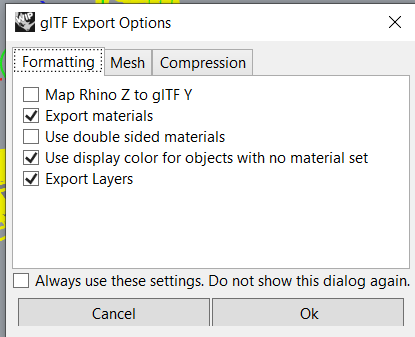 glTF Export Options
Formatting Mesh Compression
Map Rhino Z to glTF Y
Export materials
Use double sided materials
Use display color for objects with no material set
Export Layers
Always use these settings. Do not show this dialog again.
Cancel Ok